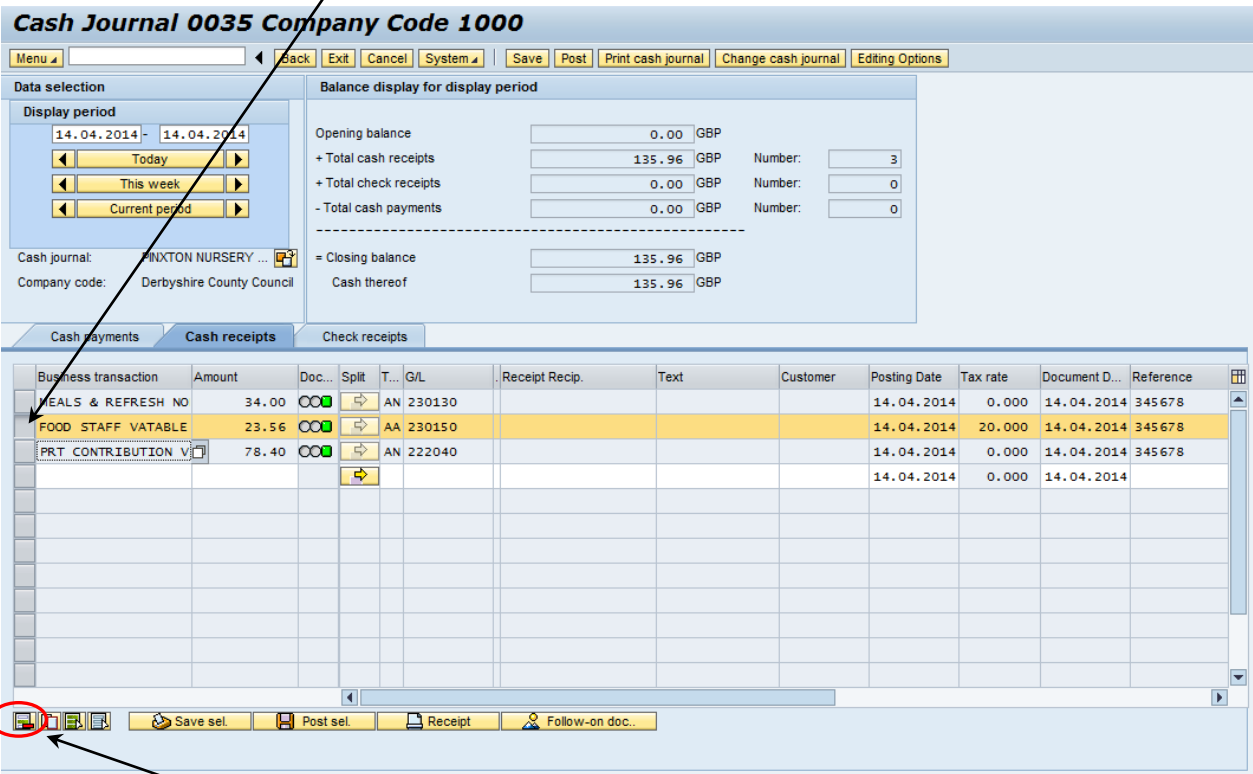 Cash Journal 0035 Company Code 1000
Menu Back Exit Cancel System Save Post Print cash journal Change cash journal Editing Options
Data selection
Display period
14.04.2014 - 14.04.2014
Today
This week
Current period
Cash journal: PINXTON NURSERY ...
Company code: Derbyshire County Council
Balance display for display period
Opening balance 0.00 GBP
+ Total cash receipts 135.96 GBP Number: 3
+ Total check receipts 0.00 GBP Number: 0
- Total cash payments 0.00 GBP Number: 0
= Closing balance 135.96 GBP
Cash thereof 135.96 GBP
Cash payments Cash receipts Check receipts
Business transaction Amount Doc... Split T... G/L . Receipt Recip. Text Customer Posting Date Tax rate Document D... Reference
MEALS & REFRESH NO 34.00 AN 230130 14.04.2014 0.000 14.04.2014 345678
FOOD STAFF VATABLE 23.56 AA 230150 14.04.2014 20.000 14.04.2014 345678
PRT CONTRIBUTION V 78.40 AN 222040 14.04.2014 0.000 14.04.2014 345678
14.04.2014 0.000 14.04.2014
Save sel. Post sel. Receipt Follow-on doc..